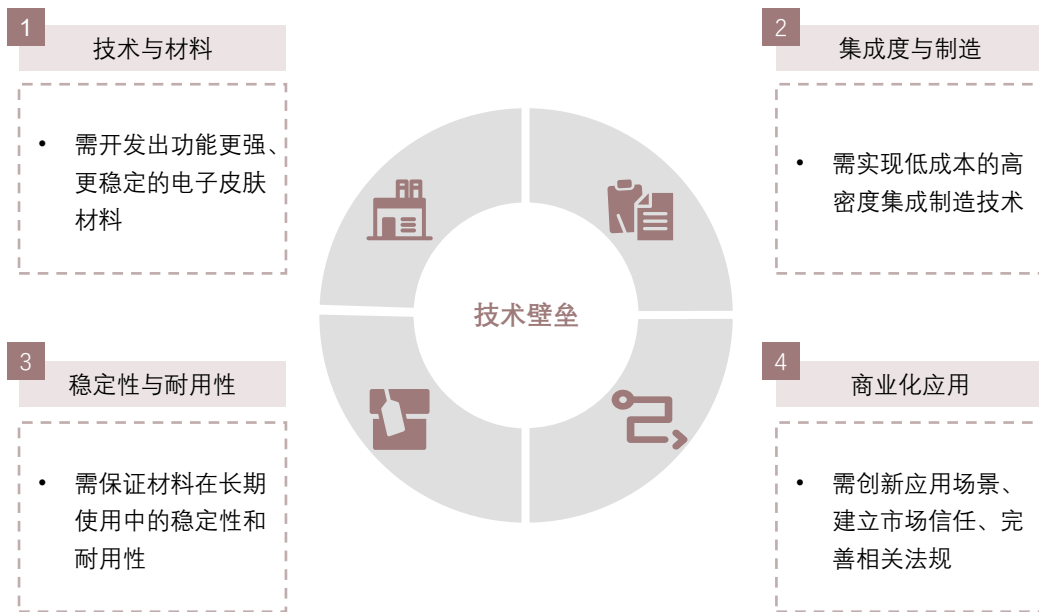 1
技术与材料
• 需开发出功能更强、
更稳定的电子皮肤
材料
2
集成度与制造
• 需实现低成本的高
密度集成制造技术
技术壁垒
3
稳定性与耐用性
• 需保证材料在长期
使用中的稳定性和
耐用性
4
商业化应用
• 需创新应用场景、
建立市场信任、完
善相关法规